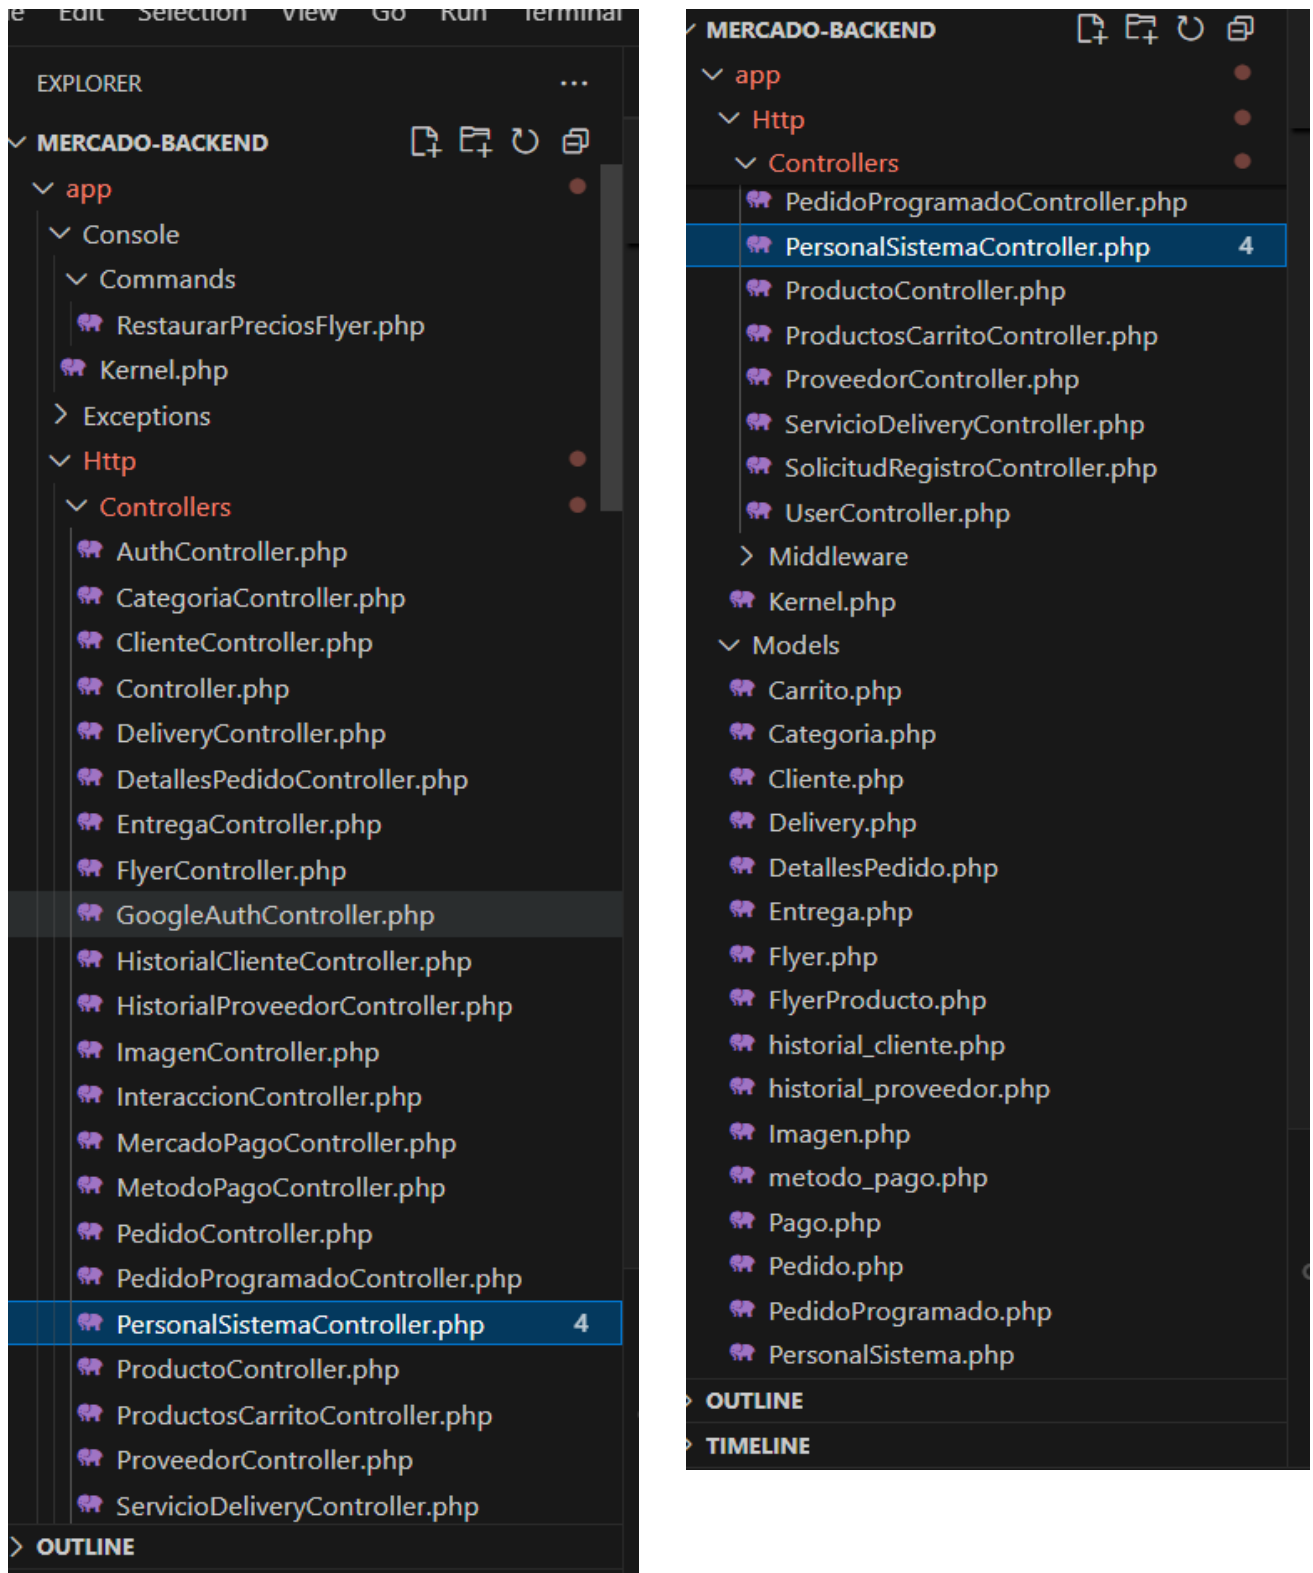 Edit Selection View Go Run Terminal
EXPLORER
MERCADO-BACKEND
app
Console
Commands
RestaurarPreciosFlyer.php
Kernel.php
Exceptions
Http
Controllers
AuthController.php
CategoriaController.php
ClienteController.php
Controller.php
DeliveryController.php
DetallesPedidoController.php
EntregaController.php
FlyerController.php
GoogleAuthController.php
HistorialClienteController.php
HistorialProveedorController.php
ImagenController.php
InteraccionController.php
MercadoPagoController.php
MetodoPagoController.php
PedidoController.php
PedidoProgramadoController.php
PersonalSistemaController.php 4
ProductoController.php
ProductosCarritoController.php
ProveedorController.php
ServicioDeliveryController.php
OUTLINE
MERCADO-BACKEND
app
Http
Controllers
PedidoProgramadoController.php
PersonalSistemaController.php 4
ProductoController.php
ProductosCarritoController.php
ProveedorController.php
ServicioDeliveryController.php
SolicitudRegistroController.php
UserController.php
Middleware
Kernel.php
Models
Carrito.php
Categoria.php
Cliente.php
Delivery.php
DetallesPedido.php
Entrega.php
Flyer.php
FlyerProducto.php
historial_cliente.php
historial_proveedor.php
Imagen.php
metodo_pago.php
Pago.php
Pedido.php
PedidoProgramado.php
PersonalSistema.php
OUTLINE
TIMELINE